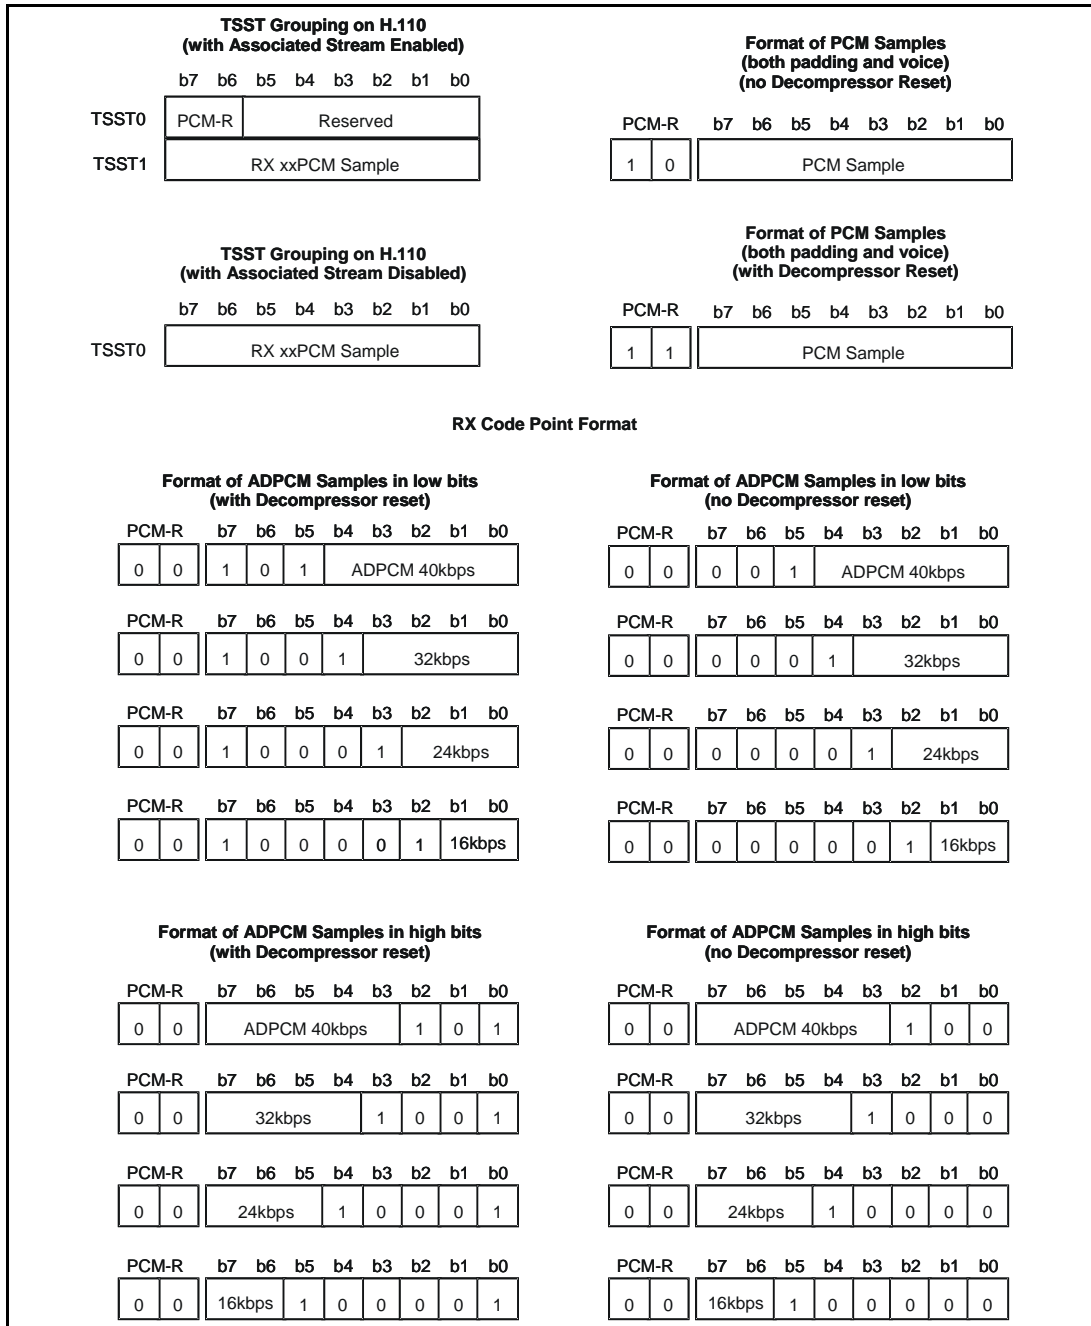 TSST Grouping on H.110
(with Associated Stream Enabled)
b7 b6 b5 b4 b3 b2 b1 b0
TSST0 PCM-R Reserved
TSST1 RX xxPCM Sample
Format of PCM Samples
(both padding and voice)
(no Decompressor Reset)
PCM-R b7 b6 b5 b4 b3 b2 b1 b0
1 0 PCM Sample
TSST Grouping on H.110
(with Associated Stream Disabled)
b7 b6 b5 b4 b3 b2 b1 b0
TSST0 RX xxPCM Sample
Format of PCM Samples
(both padding and voice)
(with Decompressor Reset)
PCM-R b7 b6 b5 b4 b3 b2 b1 b0
1 1 PCM Sample
RX Code Point Format
Format of ADPCM Samples in low bits
(with Decompressor reset)
PCM-R b7 b6 b5 b4 b3 b2 b1 b0
0 0 1 0 1 ADPCM 40kbps
PCM-R b7 b6 b5 b4 b3 b2 b1 b0
0 0 1 0 0 1 32kbps
PCM-R b7 b6 b5 b4 b3 b2 b1 b0
0 0 1 0 0 0 1 24kbps
PCM-R b7 b6 b5 b4 b3 b2 b1 b0
0 0 1 0 0 0 0 1 16kbps
Format of ADPCM Samples in low bits
(no Decompressor reset)
PCM-R b7 b6 b5 b4 b3 b2 b1 b0
0 0 0 0 1 ADPCM 40kbps
PCM-R b7 b6 b5 b4 b3 b2 b1 b0
0 0 0 0 0 1 32kbps
PCM-R b7 b6 b5 b4 b3 b2 b1 b0
0 0 0 0 0 0 1 24kbps
PCM-R b7 b6 b5 b4 b3 b2 b1 b0
0 0 0 0 0 0 0 1 16kbps
Format of ADPCM Samples in high bits
(with Decompressor reset)
PCM-R b7 b6 b5 b4 b3 b2 b1 b0
0 0 ADPCM 40kbps 1 0 1
PCM-R b7 b6 b5 b4 b3 b2 b1 b0
0 0 32kbps 1 0 0 1
PCM-R b7 b6 b5 b4 b3 b2 b1 b0
0 0 24kbps 1 0 0 0 1
PCM-R b7 b6 b5 b4 b3 b2 b1 b0
0 0 16kbps 1 0 0 0 0 1
Format of ADPCM Samples in high bits
(no Decompressor reset)
PCM-R b7 b6 b5 b4 b3 b2 b1 b0
0 0 ADPCM 40kbps 1 0 0
PCM-R b7 b6 b5 b4 b3 b2 b1 b0
0 0 32kbps 1 0 0 0
PCM-R b7 b6 b5 b4 b3 b2 b1 b0
0 0 24kbps 1 0 0 0 0
PCM-R b7 b6 b5 b4 b3 b2 b1 b0
0 0 16kbps 1 0 0 0 0 0